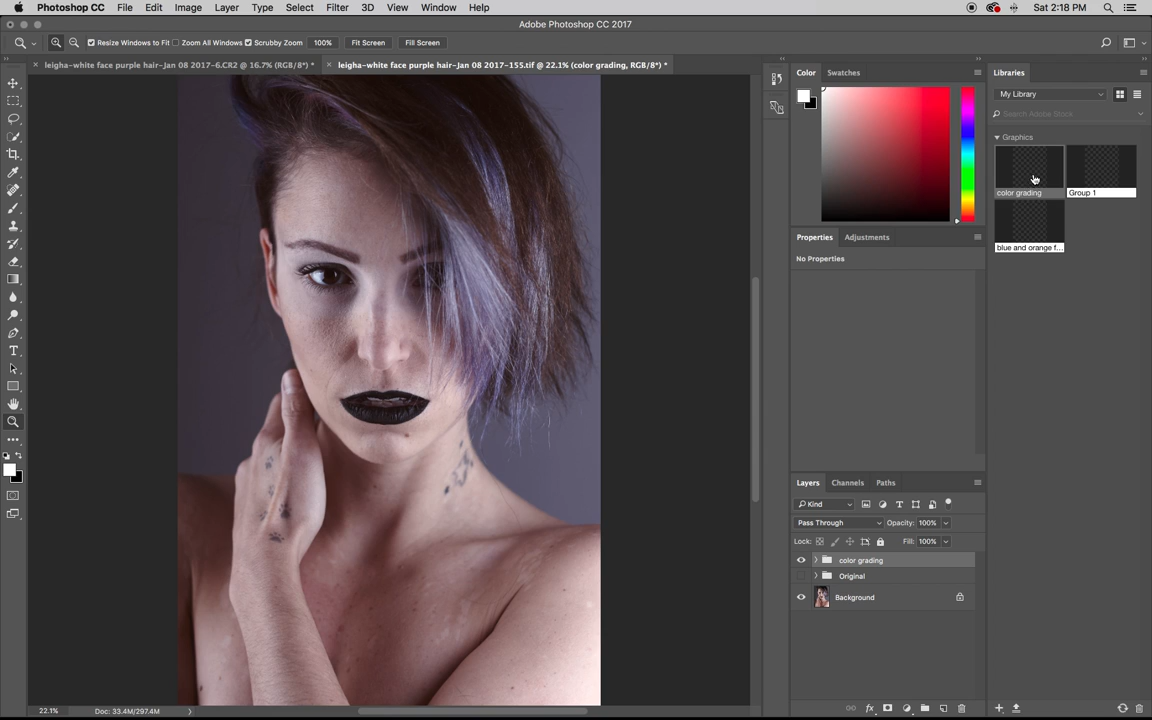 Photoshop CC File Edit Image Layer Type Select Filter 3D View Window Help Sat 2:18 PM
Adobe Photoshop CC 2017
Resize Windows to Fit Zoom All Windows Scrubby Zoom 100% Fit Screen Fill Screen
leigha-white face purple hair-Jan 08 2017-6.CR2 @ 16.7% (RGB/8*) * leigha-white face purple hair-Jan 08 2017-155.tif @ 22.1% (color grading, RGB/8*) *
Color Swatches
Libraries
My Library
Search Adobe Stock
Graphics
color grading Group 1
blue and orange f...
Properties Adjustments
No Properties
Layers Channels Paths
Kind
Pass Through Opacity: 100%
Lock: Fill: 100%
color grading
Original
Background
22.1% Doc: 33.4M/297.4M